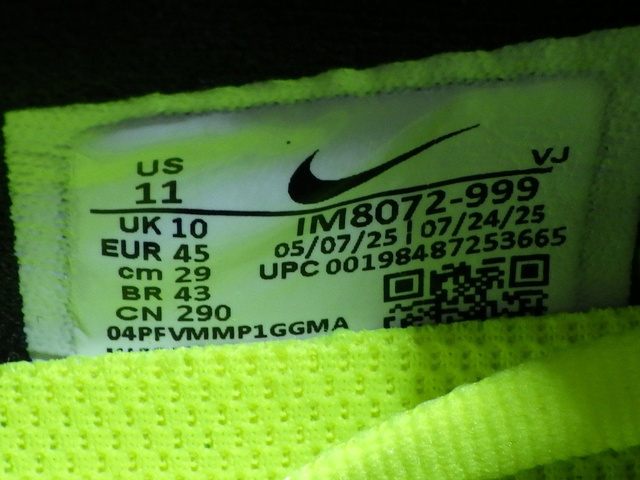 US
11
VJ
UK 10
EUR 45
cm 29
BR 43
CN 290
IM8072-999
05/07/25 | 07/24/25
UPC 00198487253665
04PFVMMP1GGMA